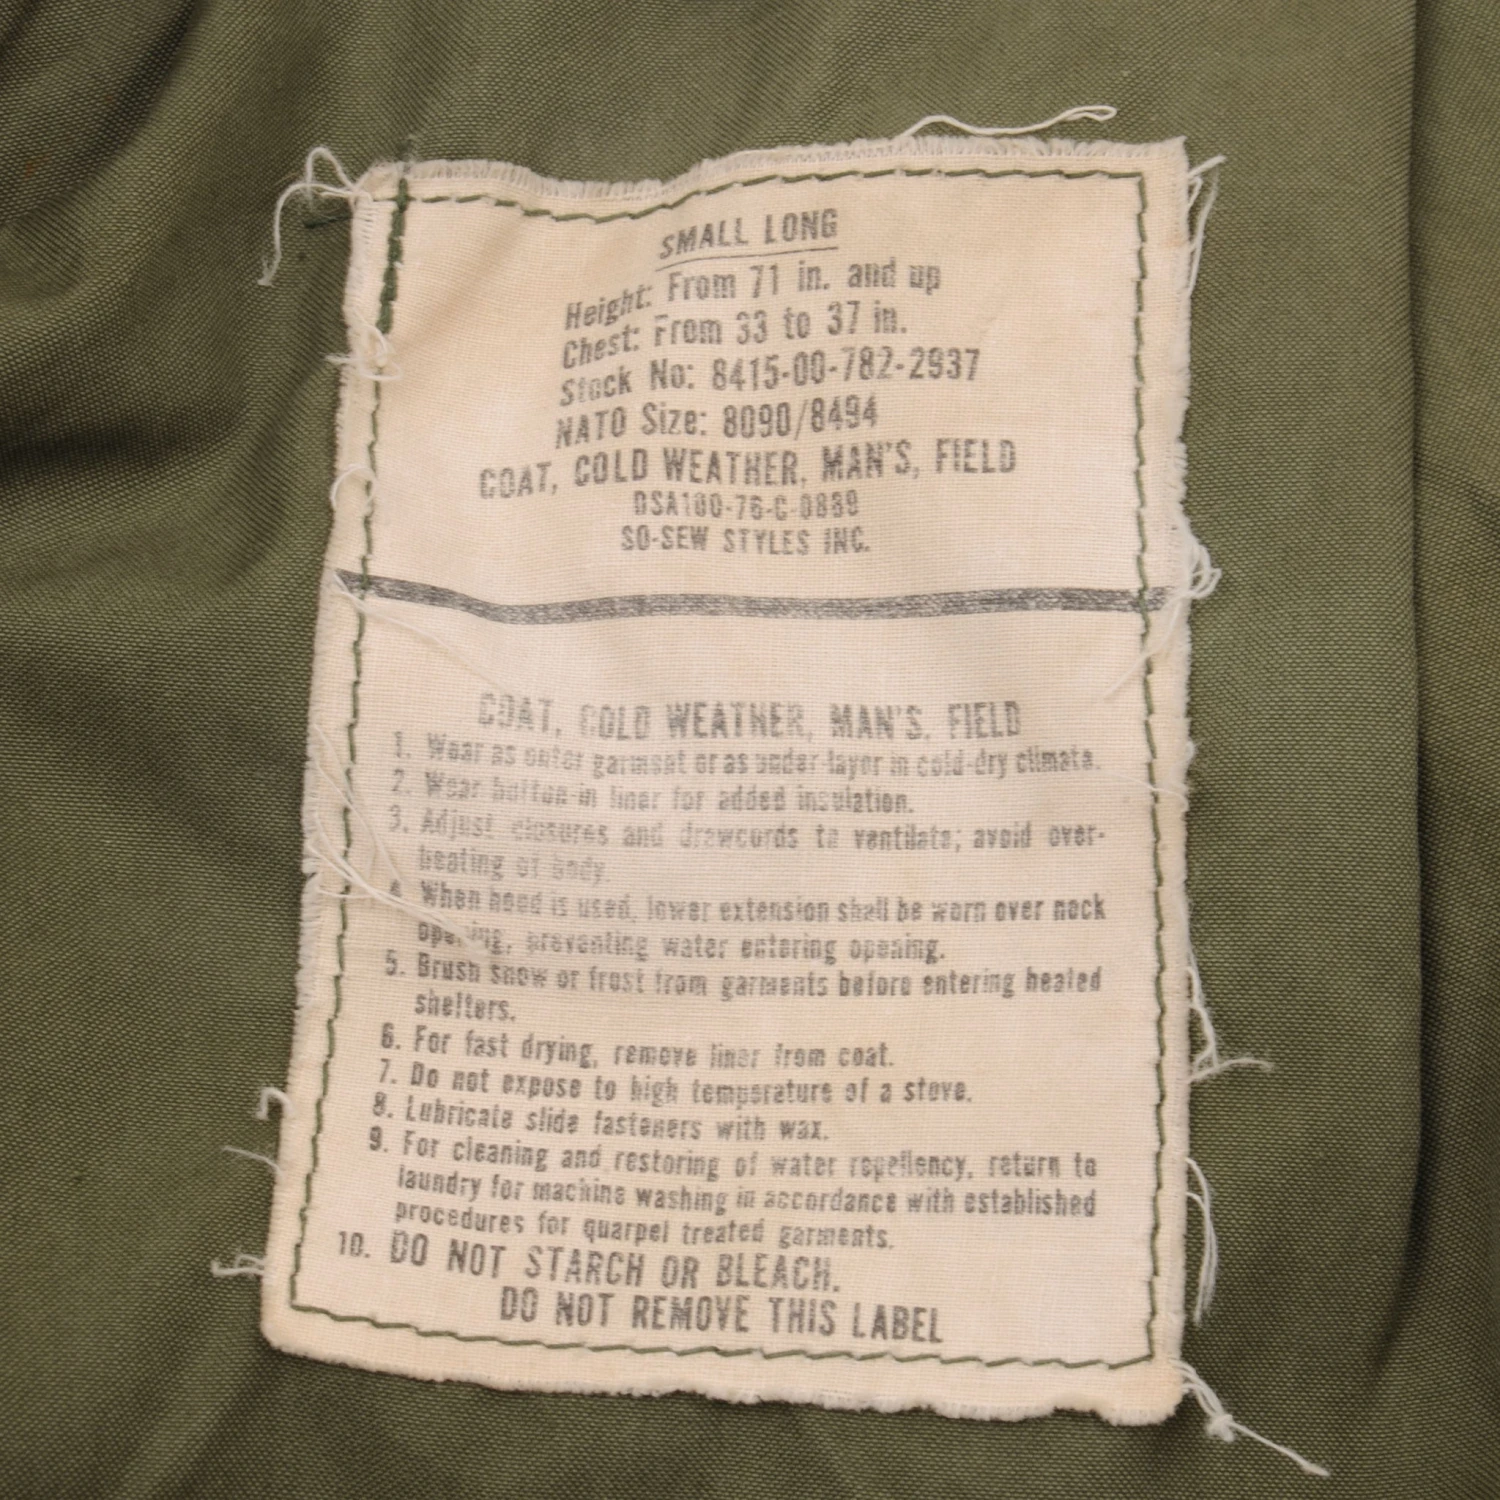 SMALL LONG
Height: From 71 in. and up
Chest: From 33 to 37 in.
Stock No: 8415-00-782-2937
NATO Size: 8090/8494
COAT, COLD WEATHER, MAN'S, FIELD
DSA100-76-C-0889
SO-SEW STYLES INC.
COAT, COLD WEATHER, MAN'S, FIELD
1. Wear as outer garment or as under-layer in cold-dry climate.
2. Wear button-in liner for added insulation.
3. Adjust closures and drawcords to ventilate; avoid over-
heating of body.
4. When hood is used, lower extension shall be worn over neck
opening, preventing water entering opening.
5. Brush snow or frost from garments before entering heated
shelters.
6. For fast drying, remove liner from coat.
7. Do not expose to high temperature of a stove.
8. Lubricate slide fasteners with wax.
9. For cleaning and restoring of water repellency, return to
laundry for machine washing in accordance with established
procedures for quarpel treated garments.
10. DO NOT STARCH OR BLEACH.
DO NOT REMOVE THIS LABEL